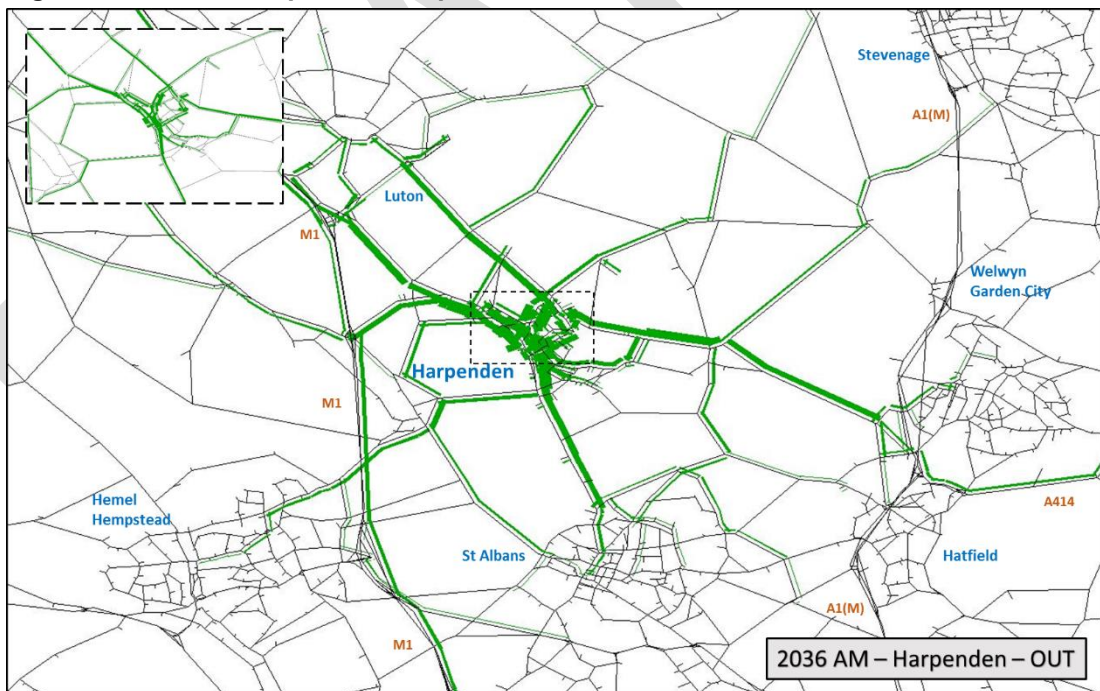 Stevenage
A1(M)
Luton
M1
Welwyn
Garden City
Harpenden
M1
Hemel
Hempstead
A414
St Albans
Hatfield
A1(M)
M1
2036 AM – Harpenden – OUT